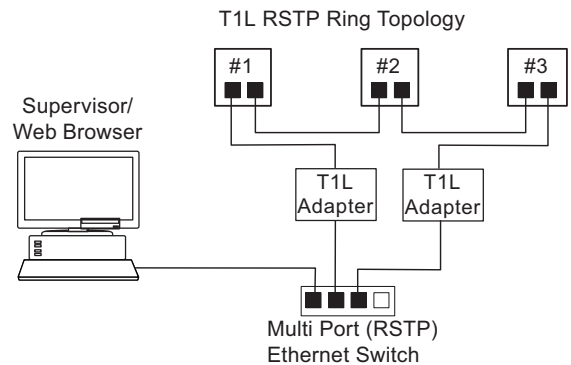 T1L RSTP Ring Topology
#1
#2
#3
Supervisor/
Web Browser
T1L
Adapter
T1L
Adapter
Multi Port (RSTP)
Ethernet Switch